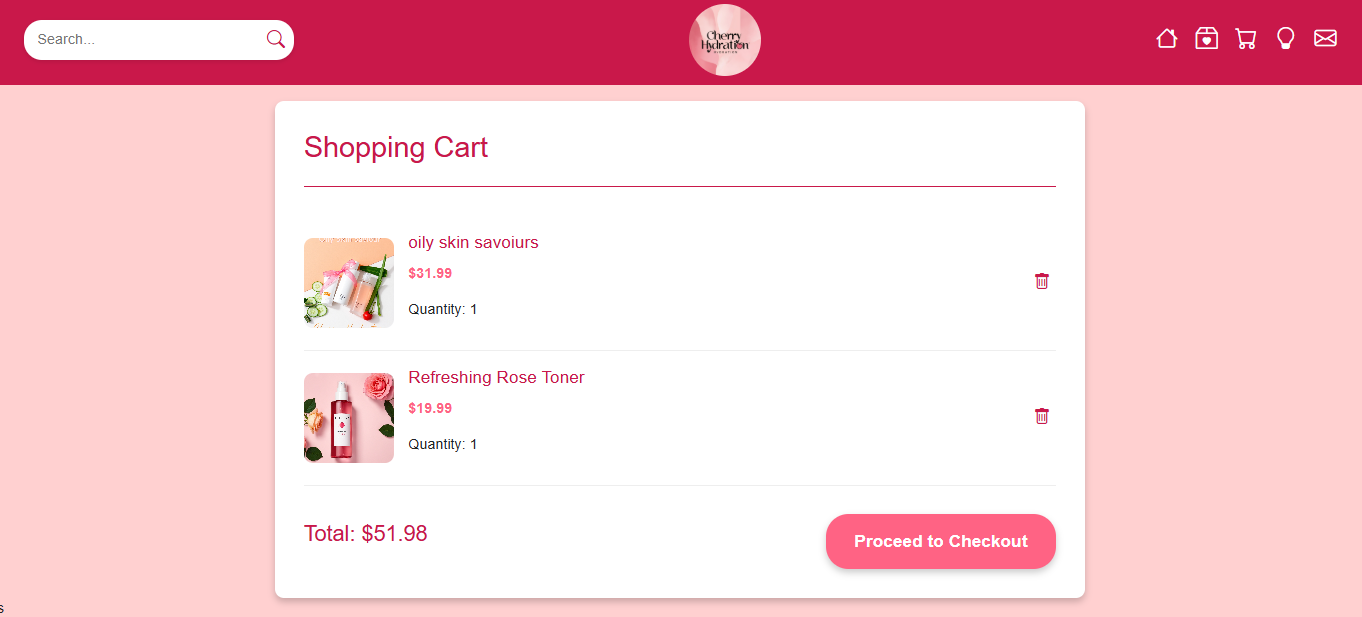 Search...
Cherry
Hydration
HYDRATION
Shopping Cart
oily skin savoiurs
$31.99
Quantity: 1
Refreshing Rose Toner
$19.99
Quantity: 1
Total: $51.98
Proceed to Checkout
s